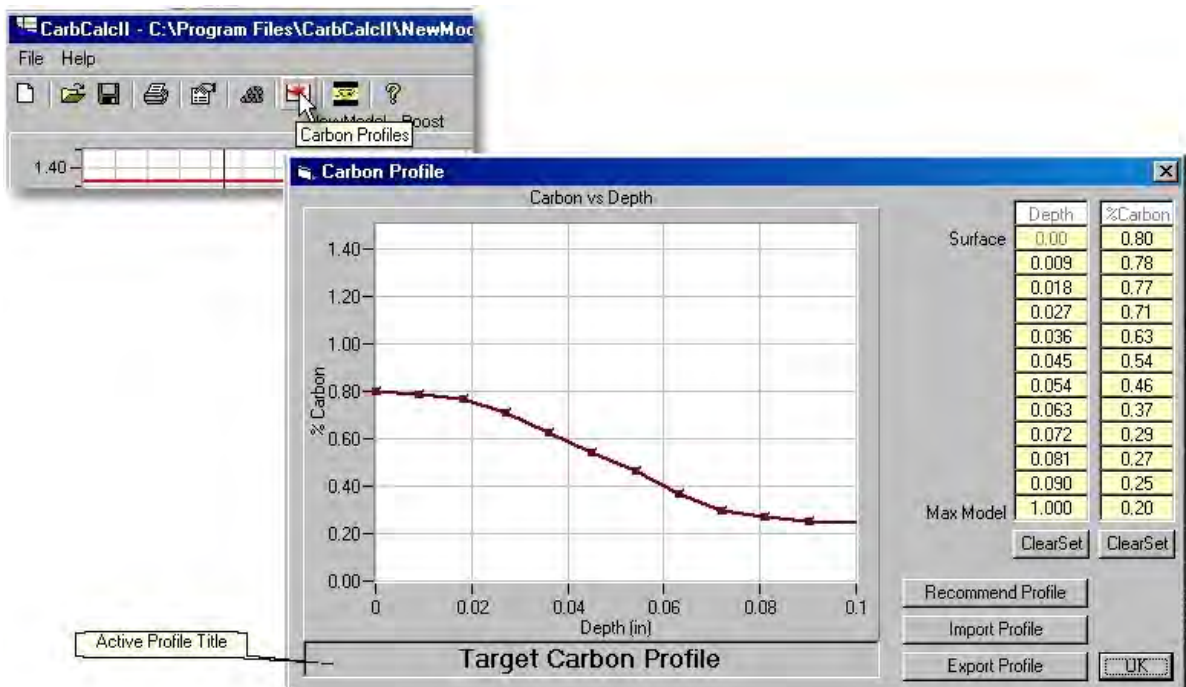 CarbCalcII - C:\Program Files\CarbCalcII\NewMod
File Help
NewModel Boost
Carbon Profiles
1.40
Carbon Profile
Carbon vs Depth
% Carbon
1.40
1.20
1.00
0.80
0.60
0.40
0.20
0.00
0 0.02 0.04 0.06 0.08 0.1
Depth (in)
Active Profile Title
Target Carbon Profile
Depth %Carbon
Surface 0.00 0.80
0.009 0.78
0.018 0.77
0.027 0.71
0.036 0.63
0.045 0.54
0.054 0.46
0.063 0.37
0.072 0.29
0.081 0.27
0.090 0.25
Max Model 1.000 0.20
ClearSet ClearSet
Recommend Profile
Import Profile
Export Profile
OK